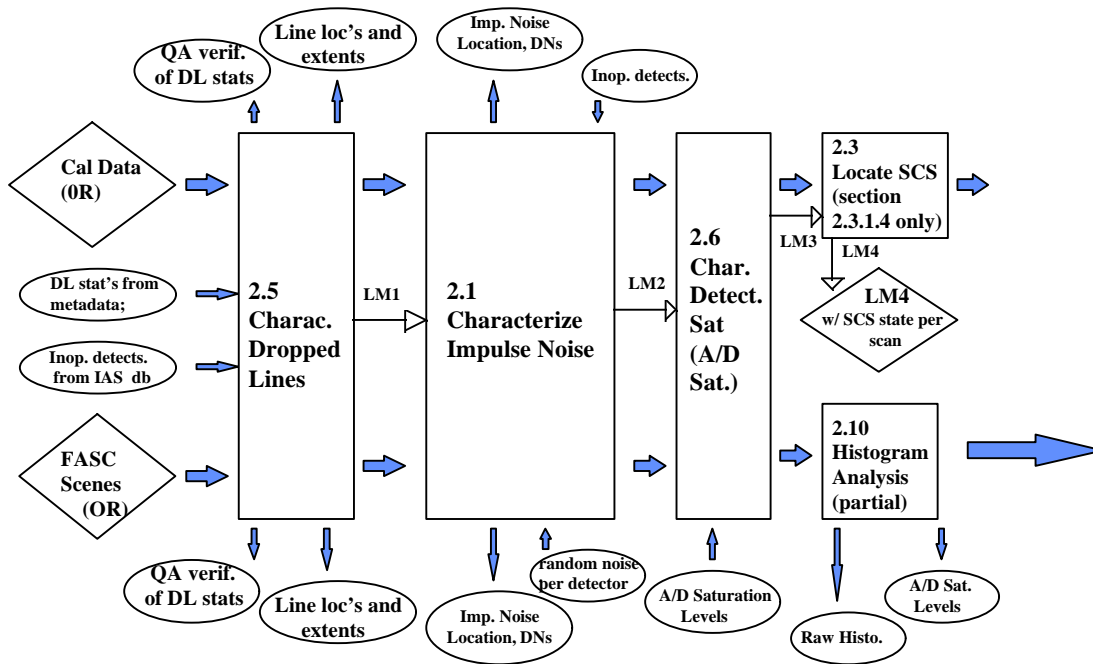 QA verif.
of DL stats
Line loc's and
extents
Imp. Noise
Location, DNs
Inop. detects.
Cal Data
(0R)
DL stat's from
metadata;
Inop. detects.
from IAS db
FASC
Scenes
(OR)
2.5
Charac.
Dropped
Lines
LM1
2.1
Characterize
Impulse Noise
LM2
2.6
Char.
Detect.
Sat
(A/D
Sat.)
LM3
2.3
Locate SCS
(section
2.3.1.4 only)
LM4
LM4
w/ SCS state per
scan
2.10
Histogram
Analysis
(partial)
QA verif.
of DL stats
Line loc's and
extents
Imp. Noise
Location, DNs
random noise
per detector
A/D Saturation
Levels
Raw Histo.
A/D Sat.
Levels